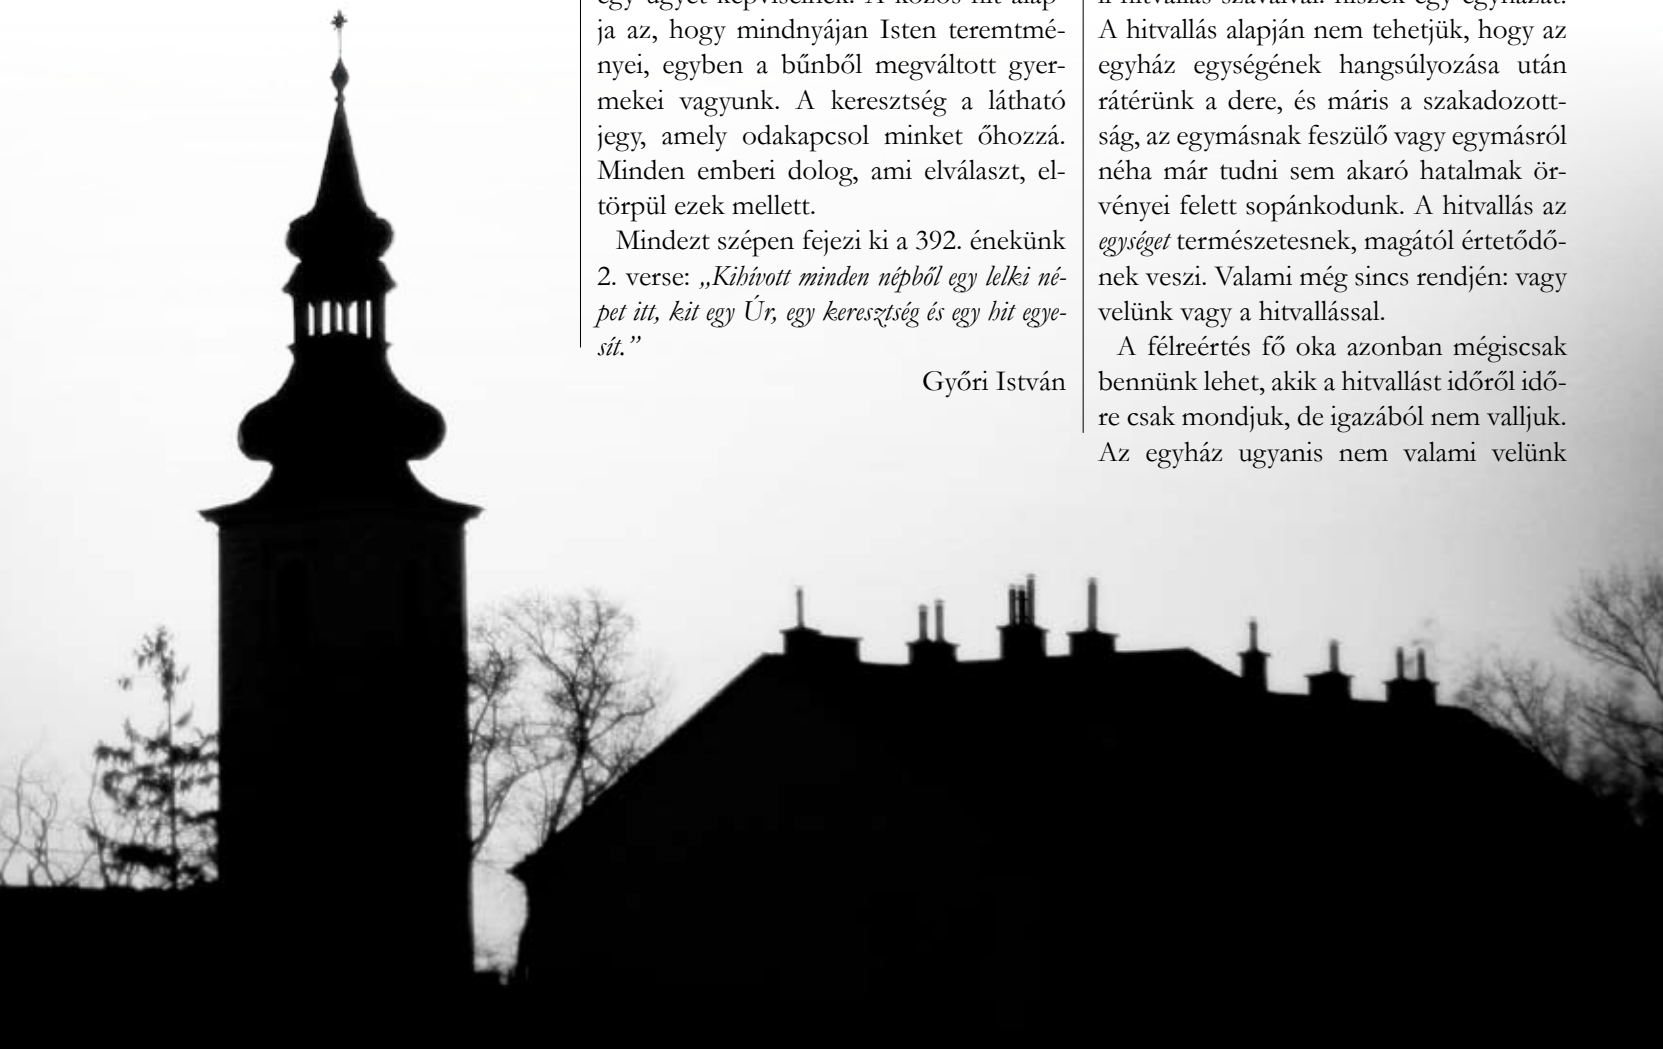 egy ügyet képviselnek. A közös hit alap-
ja az, hogy mindnyájan Isten teremtmé-
nyei, egyben a bűnből megváltott gyer-
mekei vagyunk. A keresztség a látható
jegy, amely odakapcsol minket őhozzá.
Minden emberi dolog, ami elválaszt, el-
törpül ezek mellett.
Mindezt szépen fejezi ki a 392. énekünk
2. verse: „Kihívott minden népből egy lelki né-
pet itt, kit egy Úr, egy keresztség és egy hit egye-
sít.”
Győri István
hitvallás szavaival: hiszek egy egyházat.
A hitvallás alapján nem tehetjük, hogy az
egyház egységének hangsúlyozása után
rátérünk a dere, és máris a szakadozott-
ság, az egymásnak feszülő vagy egymásról
néha már tudni sem akaró hatalmak ör-
vényei felett sopánkodunk. A hitvallás az
egységet természetesnek, magától értetődő-
nek veszi. Valami még sincs rendjén: vagy
velünk vagy a hitvallással.
A félreértés fő oka azonban mégiscsak
bennünk lehet, akik a hitvallást időről idő-
re csak mondjuk, de igazából nem valljuk.
Az egyház ugyanis nem valami velünk